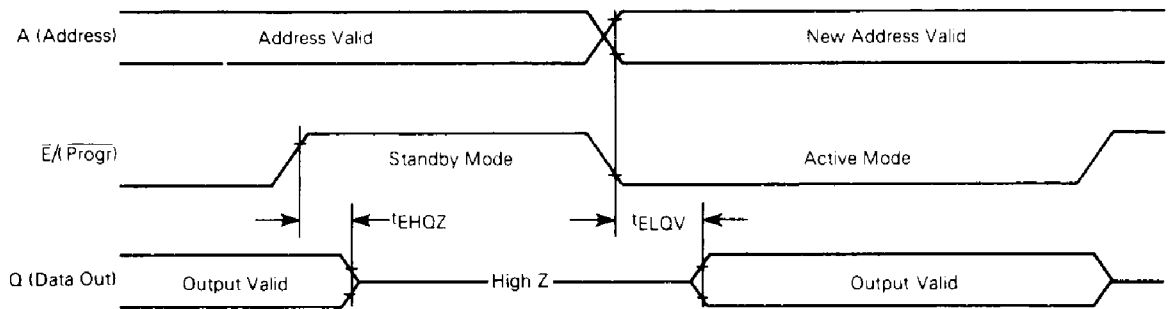 A (Address)
Address Valid
New Address Valid
E̅/(P̅r̅o̅g̅r̅)
Standby Mode
Active Mode
tEHQZ
tELQV
Q (Data Out)
Output Valid
High Z
Output Valid